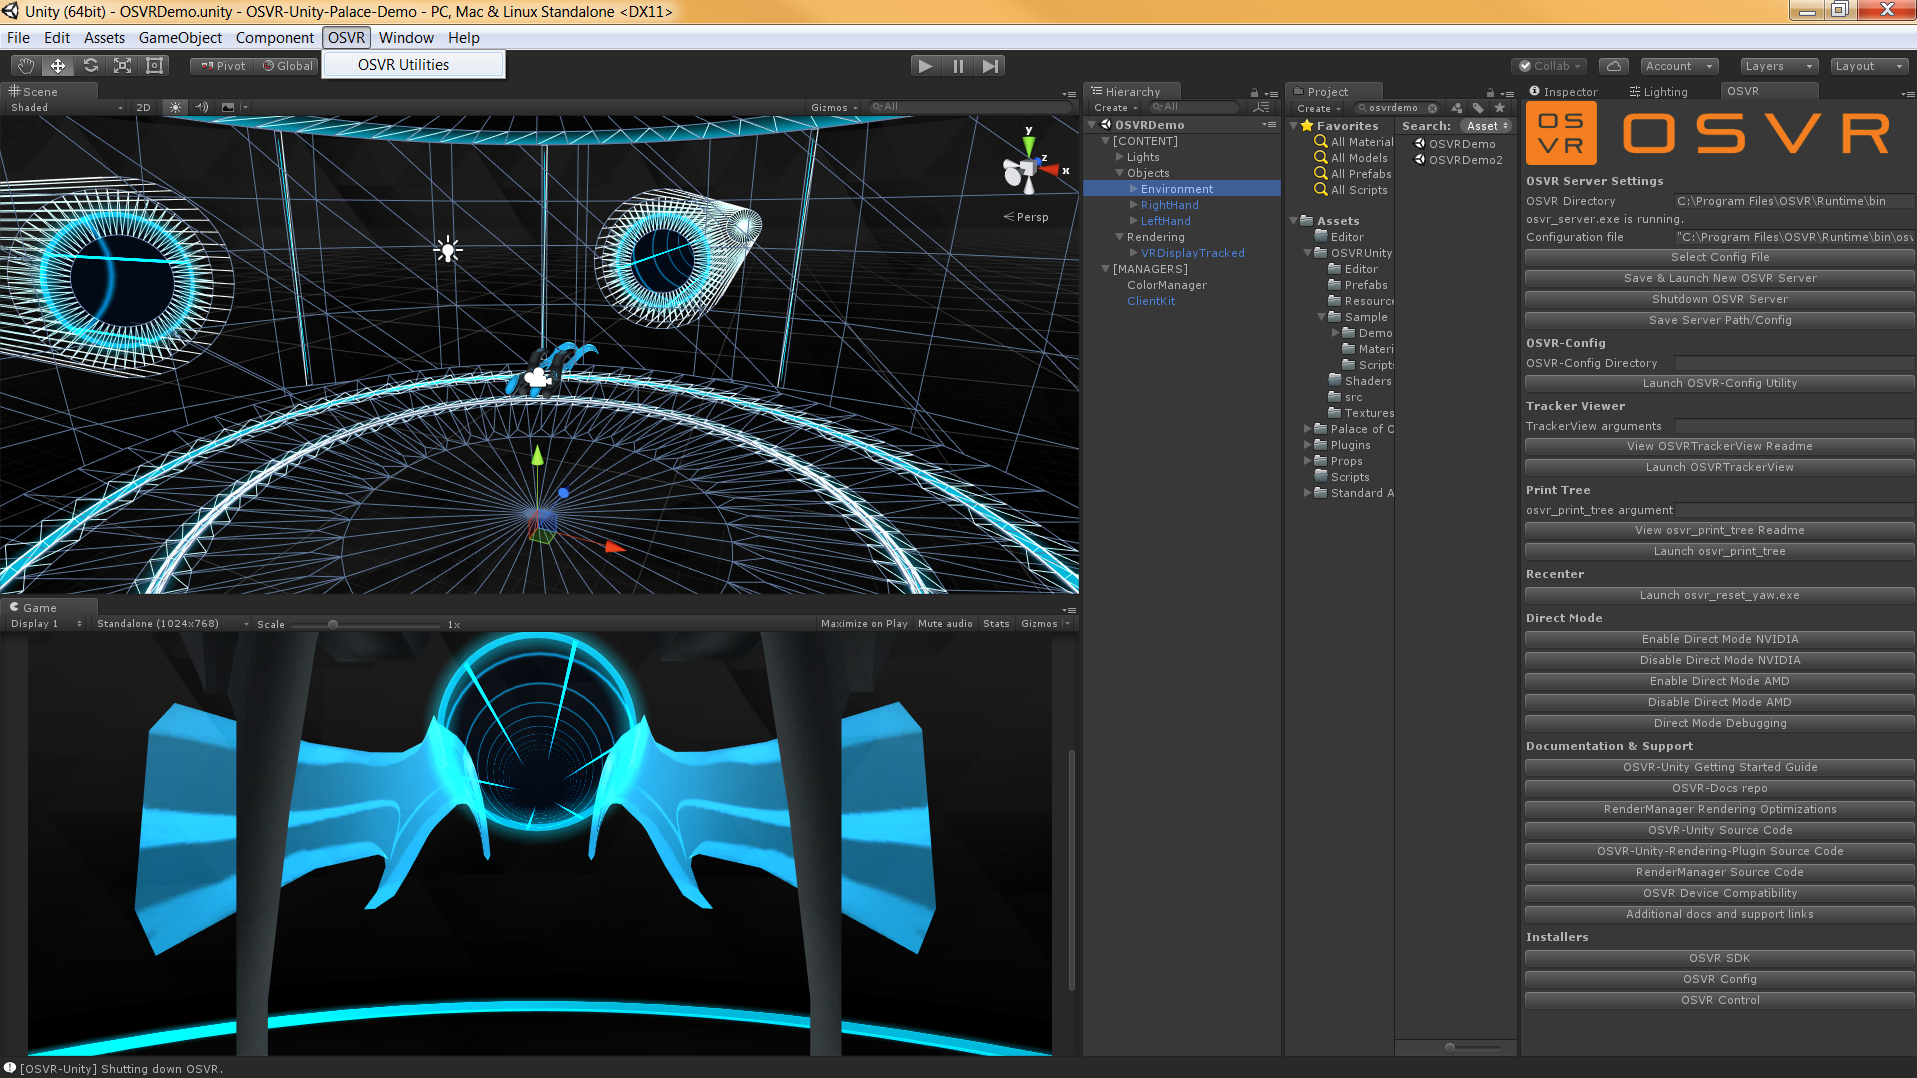 Unity (64bit) - OSVRDemo.unity - OSVR-Unity-Palace-Demo - PC, Mac & Linux Standalone <DX11>
File Edit Assets GameObject Component OSVR Window Help
OSVR Utilities
Pivot Global
Collab Account Layers Layout
Scene
Shaded 2D Gizmos All
y
z
x
Persp
Game
Display 1 Standalone (1024x768) Scale 1x Maximize on Play Mute audio Stats Gizmos
Hierarchy
Create All
OSVRDemo
[CONTENT]
Lights
Objects
Environment
RightHand
LeftHand
Rendering
VRDisplayTracked
[MANAGERS]
ColorManager
ClientKit
Project
Create osvrdemo
Favorites
All Material
All Models
All Prefabs
All Scripts
Assets
Editor
OSVRUnity
Editor
Prefabs
Resource
Sample
Demo
Materi
Scripts
Shaders
src
Textures
Palace of O
Plugins
Props
Scripts
Standard A
Search: Asset
OSVRDemo
OSVRDemo2
Inspector Lighting OSVR
OS
VR
OSVR
OSVR Server Settings
OSVR Directory C:\Program Files\OSVR\Runtime\bin
osvr_server.exe is running.
Configuration file "C:\Program Files\OSVR\Runtime\bin\osv
Select Config File
Save & Launch New OSVR Server
Shutdown OSVR Server
Save Server Path/Config
OSVR-Config
OSVR-Config Directory
Launch OSVR-Config Utility
Tracker Viewer
TrackerView arguments
View OSVRTrackerView Readme
Launch OSVRTrackerView
Print Tree
osvr_print_tree argument
View osvr_print_tree Readme
Launch osvr_print_tree
Recenter
Launch osvr_reset_yaw.exe
Direct Mode
Enable Direct Mode NVIDIA
Disable Direct Mode NVIDIA
Enable Direct Mode AMD
Disable Direct Mode AMD
Direct Mode Debugging
Documentation & Support
OSVR-Unity Getting Started Guide
OSVR-Docs repo
RenderManager Rendering Optimizations
OSVR-Unity Source Code
OSVR-Unity-Rendering-Plugin Source Code
RenderManager Source Code
OSVR Device Compatibility
Additional docs and support links
Installers
OSVR SDK
OSVR Config
OSVR Control
[OSVR-Unity] Shutting down OSVR.